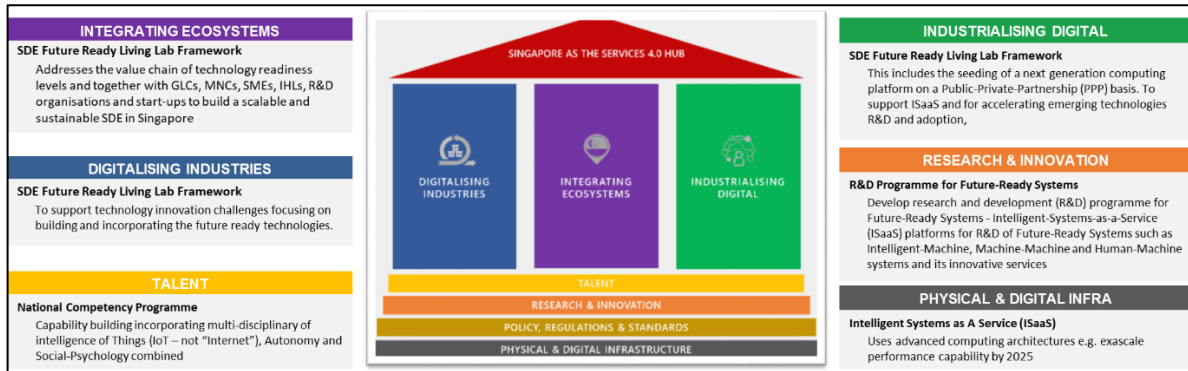 INTEGRATING ECOSYSTEMS
SDE Future Ready Living Lab Framework
Addresses the value chain of technology readiness
levels and together with GLCs, MNCs, SMEs, IHLs, R&D
organisations and start-ups to build a scalable and
sustainable SDE in Singapore
DIGITALISING INDUSTRIES
SDE Future Ready Living Lab Framework
To support technology innovation challenges focusing on
building and incorporating the future ready technologies.
TALENT
National Competency Programme
Capability building incorporating multi-disciplinary of
intelligence of Things (IoT – not “Internet”), Autonomy and
Social-Psychology combined
SINGAPORE AS THE SERVICES 4.0 HUB
DIGITALISING
INDUSTRIES
INTEGRATING
ECOSYSTEMS
INDUSTRIALISING
DIGITAL
TALENT
RESEARCH & INNOVATION
POLICY, REGULATIONS & STANDARDS
PHYSICAL & DIGITAL INFRASTRUCTURE
INDUSTRIALISING DIGITAL
SDE Future Ready Living Lab Framework
This includes the seeding of a next generation computing
platform on a Public-Private-Partnership (PPP) basis. To
support ISaaS and for accelerating emerging technologies
R&D and adoption,
RESEARCH & INNOVATION
R&D Programme for Future-Ready Systems
Develop research and development (R&D) programme for
Future-Ready Systems - Intelligent-Systems-as-a-Service
(ISaaS) platforms for R&D of Future-Ready Systems such as
Intelligent-Machine, Machine-Machine and Human-Machine
systems and its innovative services
PHYSICAL & DIGITAL INFRA
Intelligent Systems as A Service (ISaaS)
Uses advanced computing architectures e.g. exascale
performance capability by 2025